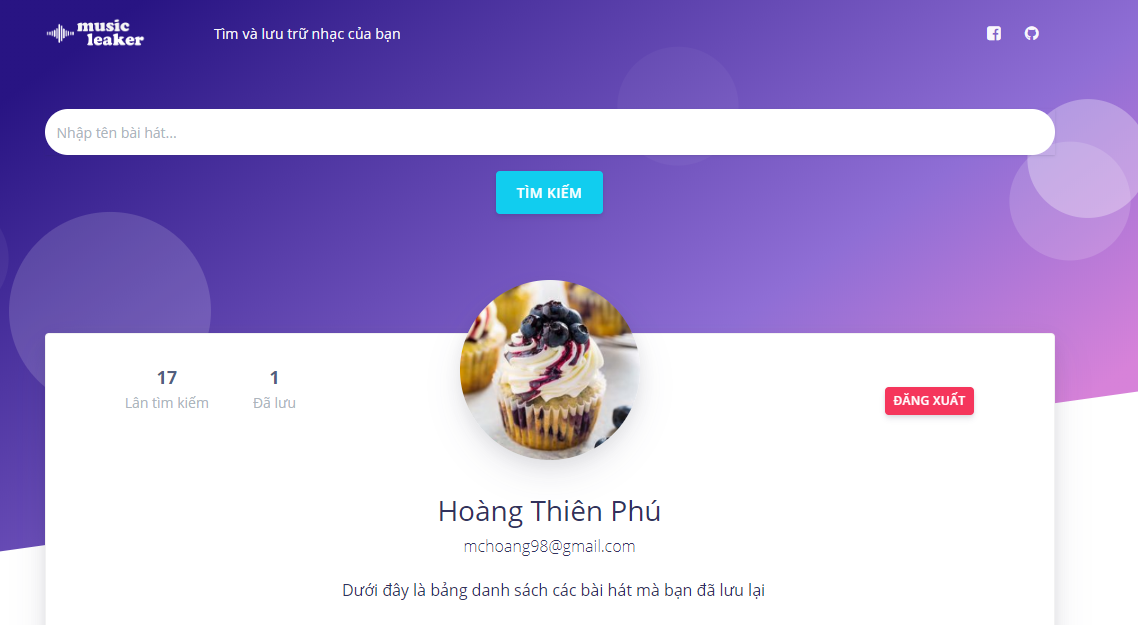 music
leaker
Tìm và lưu trữ nhạc của bạn
Nhập tên bài hát...
TÌM KIẾM
17
Lần tìm kiếm
1
Đã lưu
ĐĂNG XUẤT
Hoàng Thiên Phú
mchoang98@gmail.com
Dưới đây là bảng danh sách các bài hát mà bạn đã lưu lại